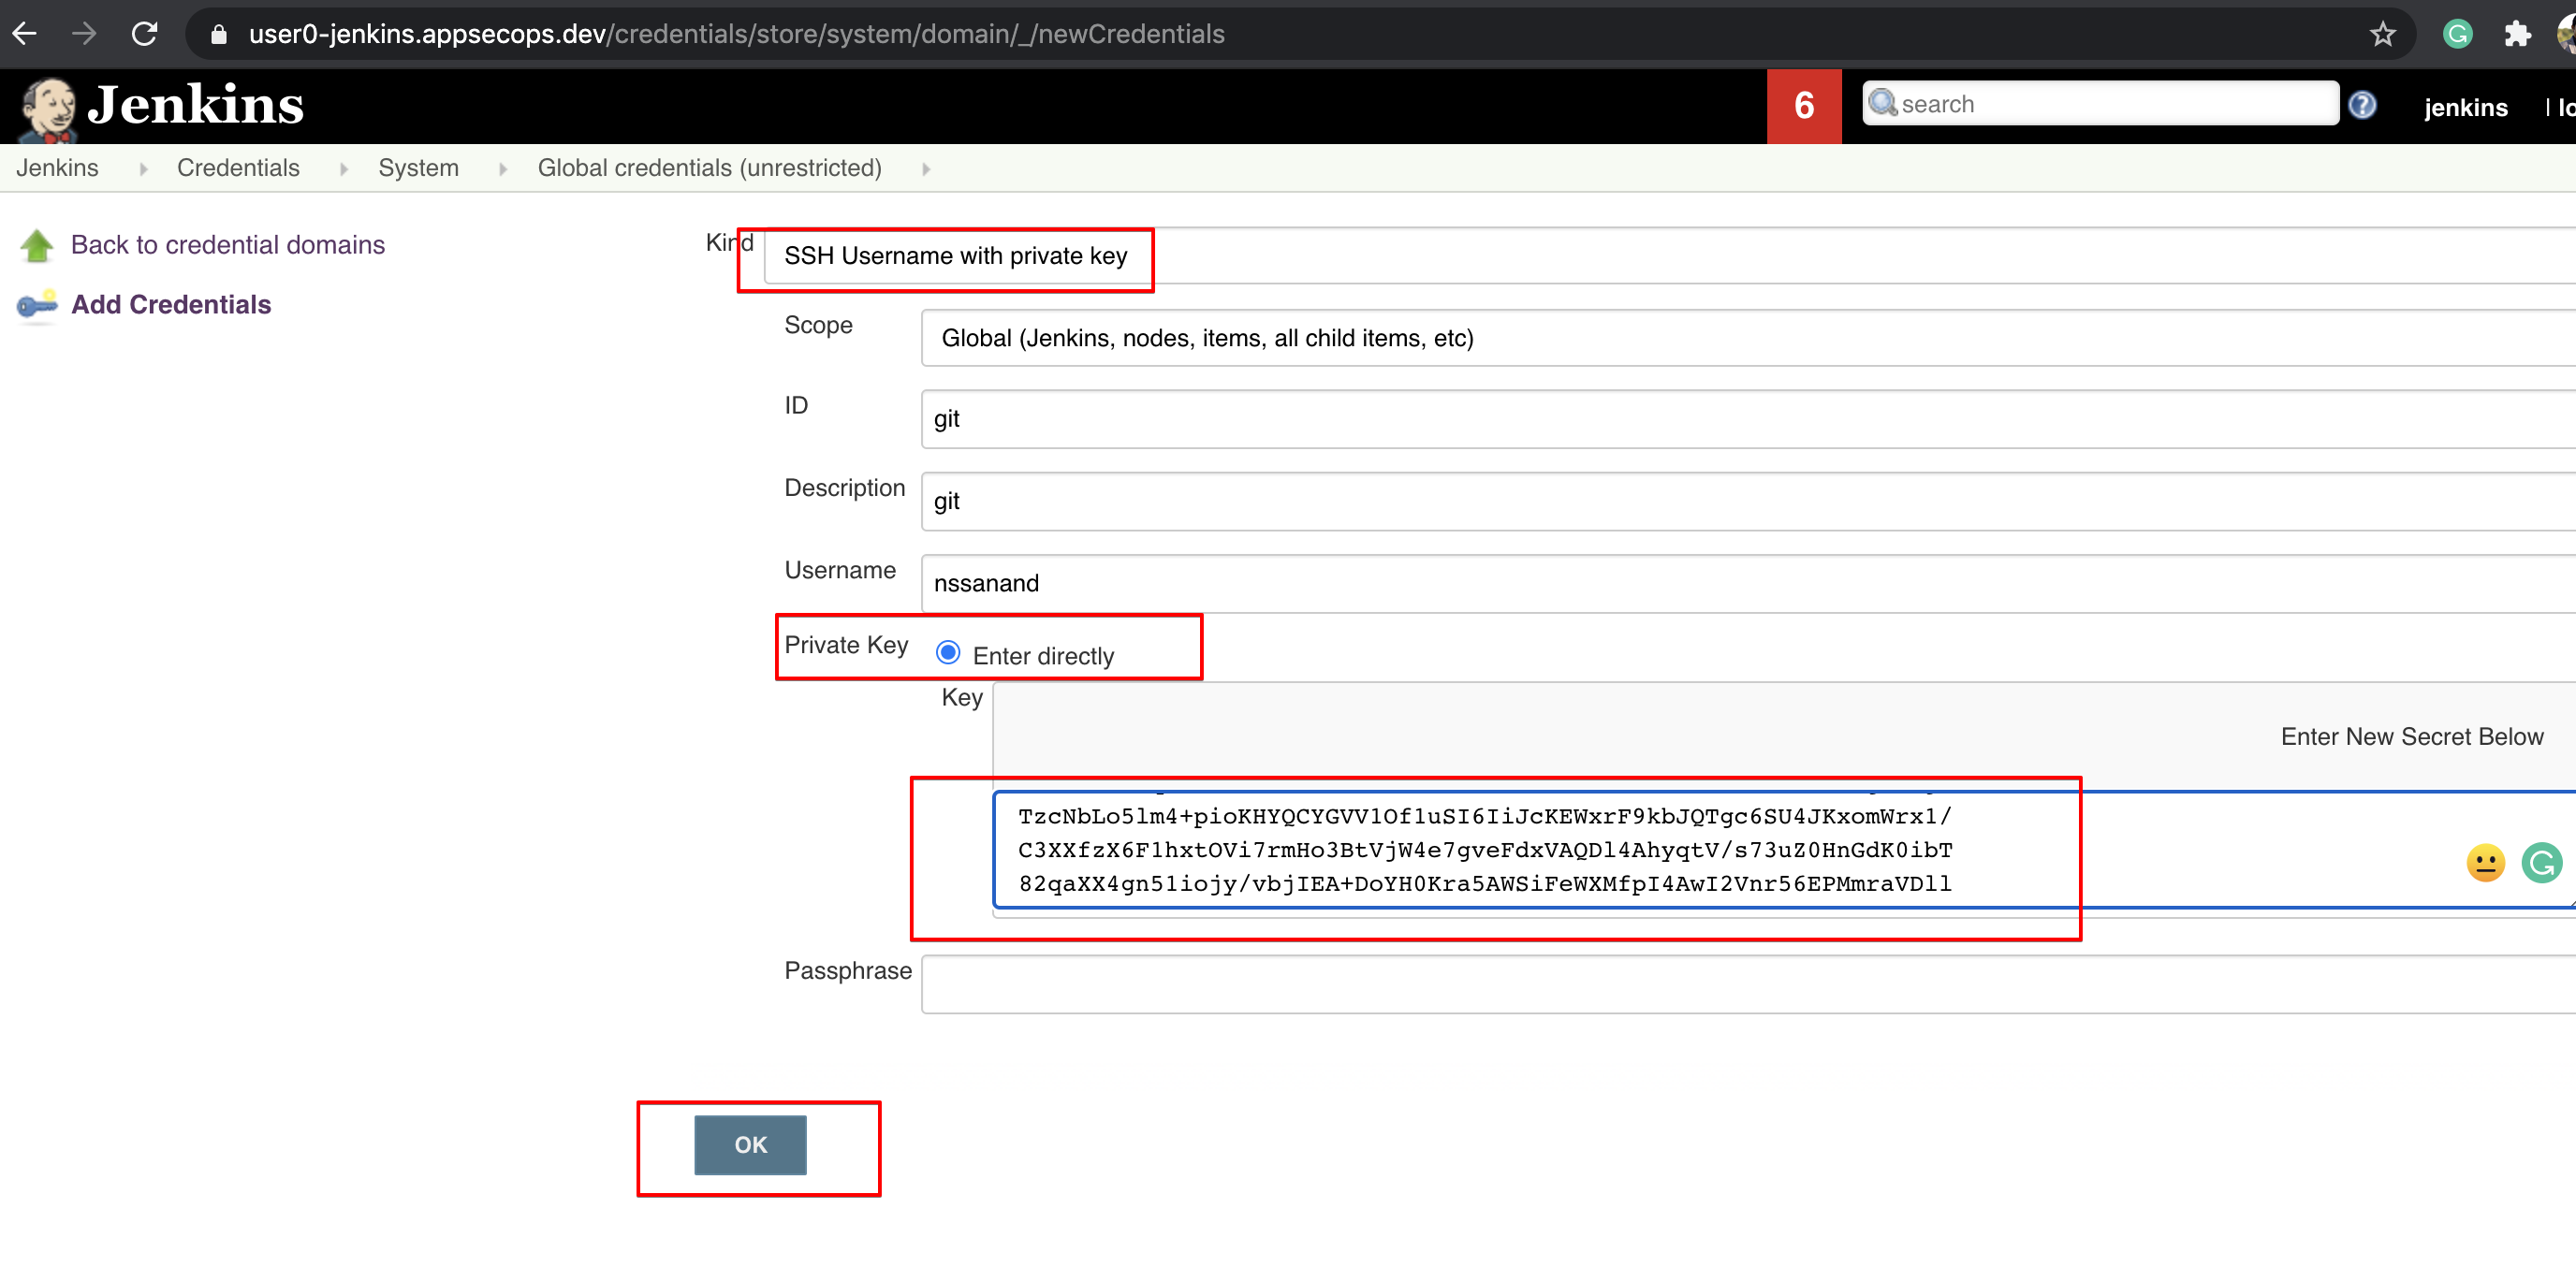 user0-jenkins.appsecops.dev/credentials/store/system/domain/_/newCredentials
Jenkins
6
search
jenkins
Jenkins
Credentials
System
Global credentials (unrestricted)
Back to credential domains
Add Credentials
Kind
SSH Username with private key
Scope
Global (Jenkins, nodes, items, all child items, etc)
ID
git
Description
git
Username
nssanand
Private Key
Enter directly
Key
Enter New Secret Below
TzcNbLo5lm4+pioKHYQCYGVV1Of1uSI6IiJcKEWxrF9kbJQTgc6SU4JKxomWrx1/
C3XXfzX6F1hxtOVi7rmHo3BtVjW4e7gveFdxVAQDl4AhyqtV/s73uZ0HnGdK0ibT
82qaXX4gn51iojy/vbjIEA+DoYH0Kra5AWSiFeWXMfpI4AwI2Vnr56EPMmraVDll
Passphrase
OK